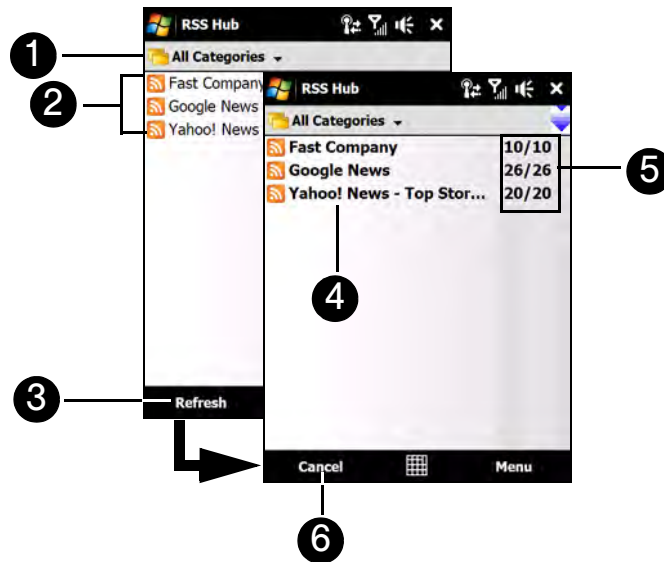 RSS Hub
1
All Categories
2
Fast Company
Google News
Yahoo! News
3
Refresh
RSS Hub
All Categories
Fast Company 10/10
Google News 26/26
Yahoo! News - Top Stor... 20/20
5
4
Cancel Menu
6